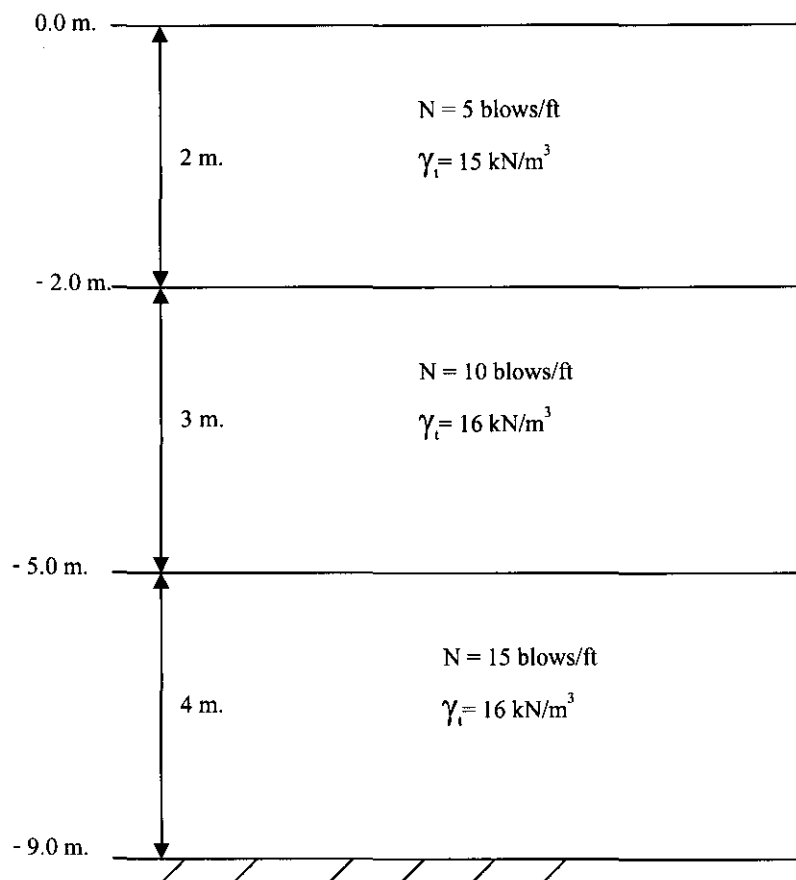 0.0 m.
N = 5 blows/ft
2 m.
γt= 15 kN/m³
- 2.0 m.
N = 10 blows/ft
3 m.
γt= 16 kN/m³
- 5.0 m.
N = 15 blows/ft
4 m.
γt= 16 kN/m³
- 9.0 m.